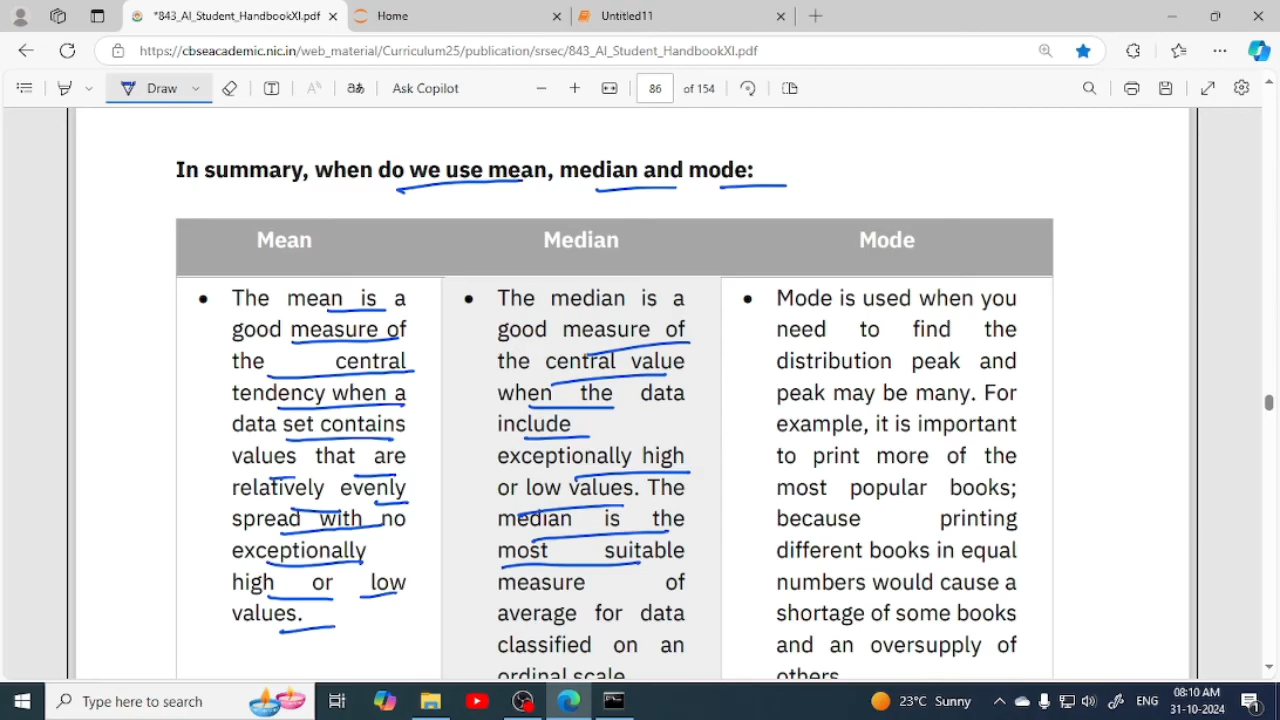 *843_AI_Student_HandbookXI.pdf
Home
Untitled11
https://cbseacademic.nic.in/web_material/Curriculum25/publication/srsec/843_AI_Student_HandbookXI.pdf
Draw
Ask Copilot
86 of 154
In summary, when do we use mean, median and mode:
Mean
Median
Mode
• The mean is a
good measure of
the central
tendency when a
data set contains
values that are
relatively evenly
spread with no
exceptionally
high or low
values.
• The median is a
good measure of
the central value
when the data
include
exceptionally high
or low values. The
median is the
most suitable
measure of
average for data
classified on an
ordinal scale
• Mode is used when you
need to find the
distribution peak and
peak may be many. For
example, it is important
to print more of the
most popular books;
because printing
different books in equal
numbers would cause a
shortage of some books
and an oversupply of
others
Type here to search
23°C Sunny
ENG
08:10 AM
31-10-2024